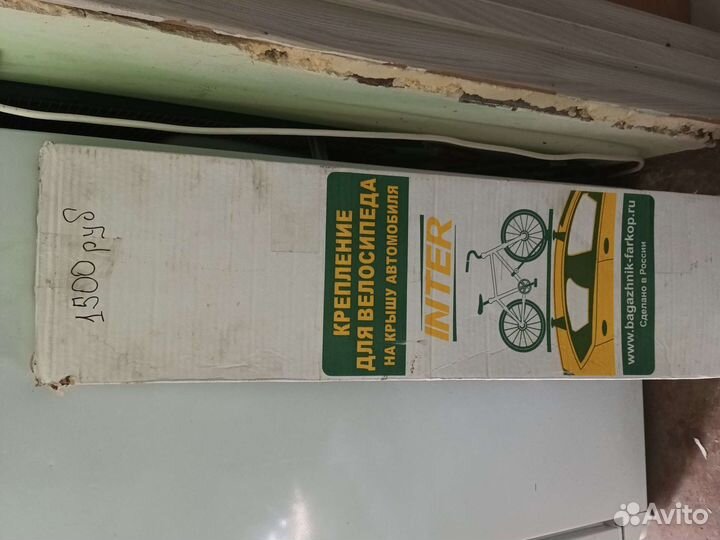 1500 руб
КРЕПЛЕНИЕ
ДЛЯ ВЕЛОСИПЕДА
НА КРЫШУ АВТОМОБИЛЯ
INTER
www.bagazhnik-farkop.ru
Сделано в России
Avito